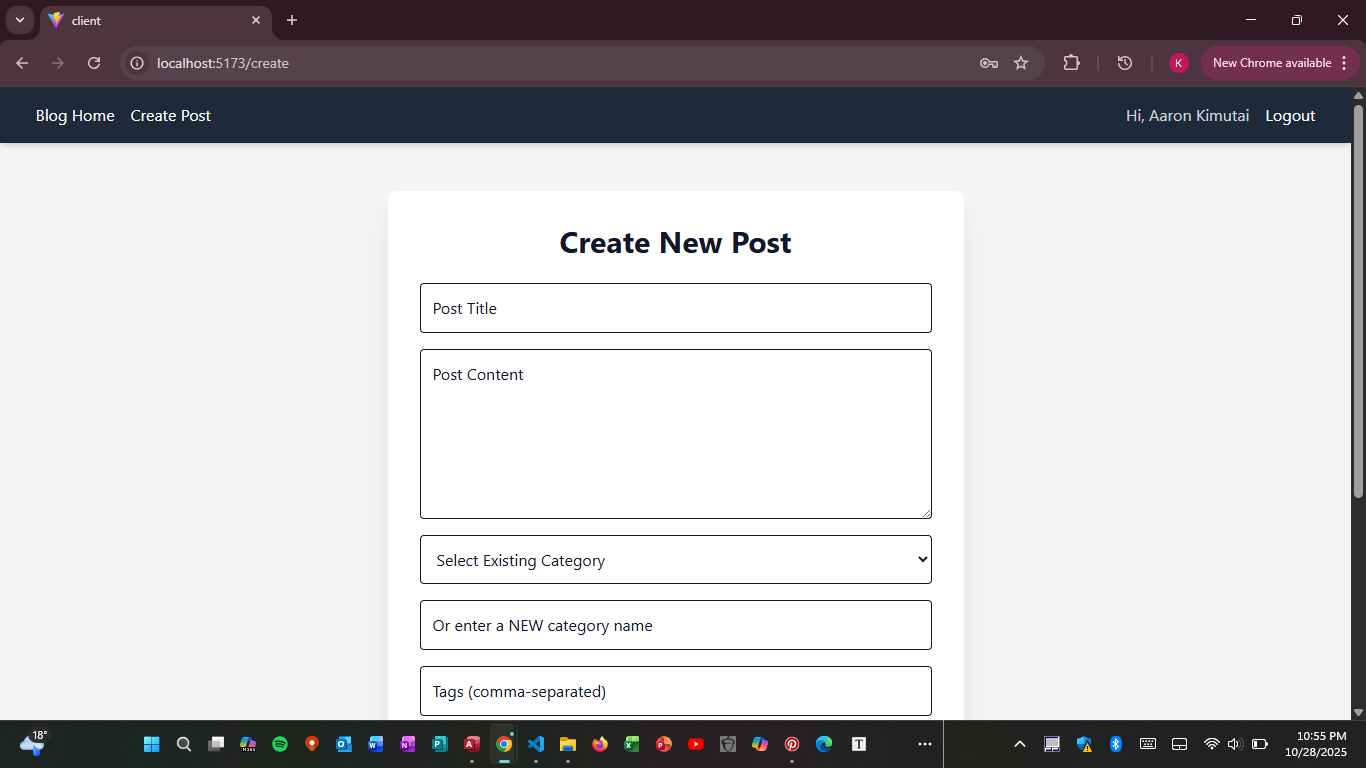 client
localhost:5173/create
K
New Chrome available
Blog Home
Create Post
Hi, Aaron Kimutai
Logout
Create New Post
Post Title
Post Content
Select Existing Category
Or enter a NEW category name
Tags (comma-separated)
18°
10:55 PM
10/28/2025